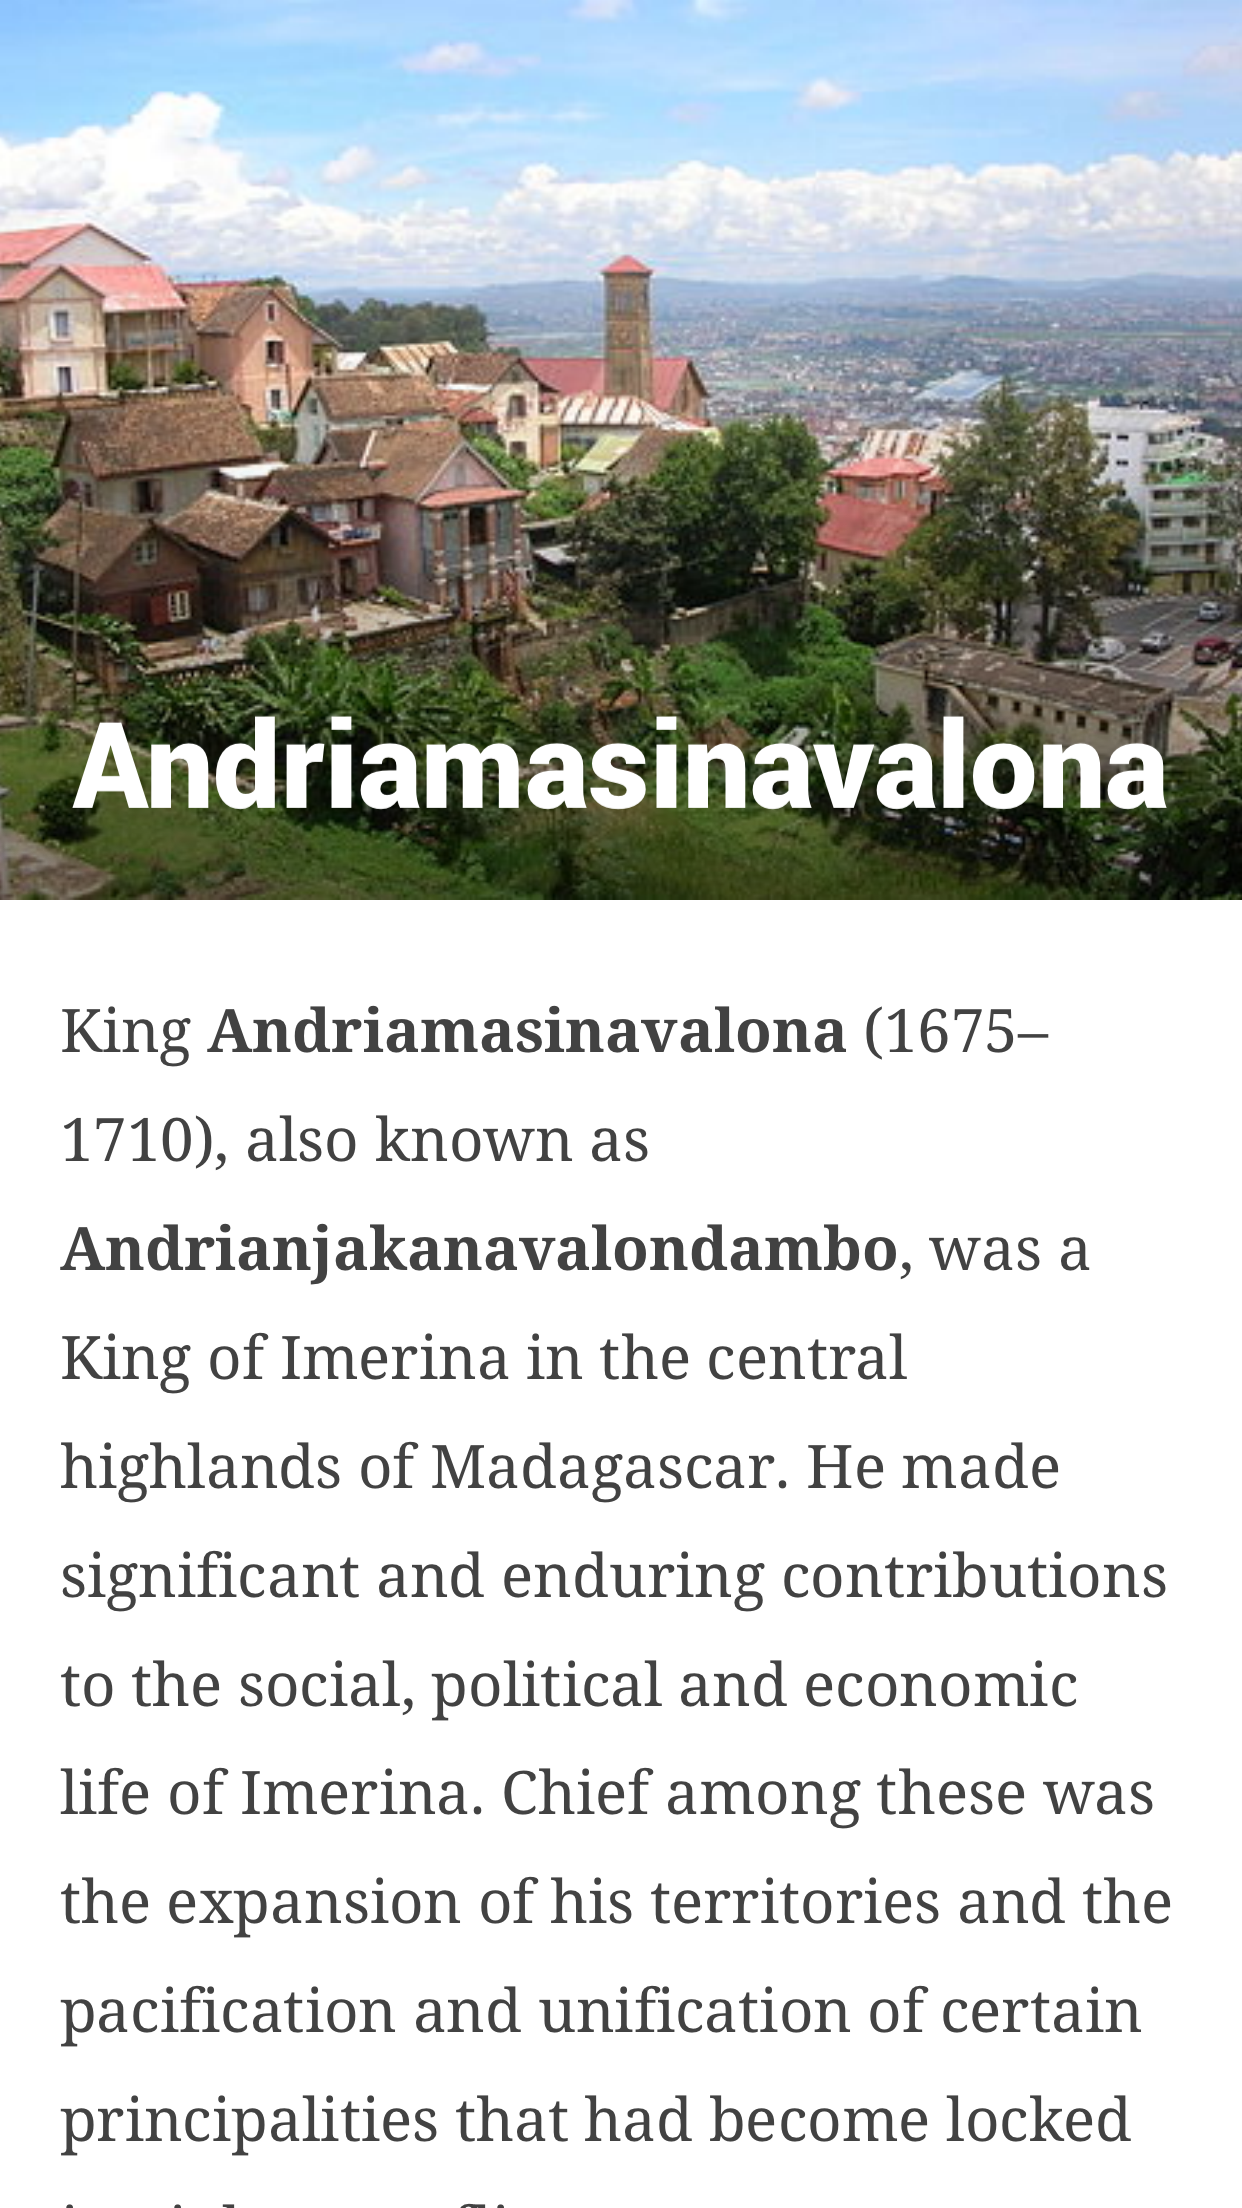 Andriamasinavalona
King Andriamasinavalona (1675–
1710), also known as
Andrianjakanavalondambo, was a
King of Imerina in the central
highlands of Madagascar. He made
significant and enduring contributions
to the social, political and economic
life of Imerina. Chief among these was
the expansion of his territories and the
pacification and unification of certain
principalities that had become locked